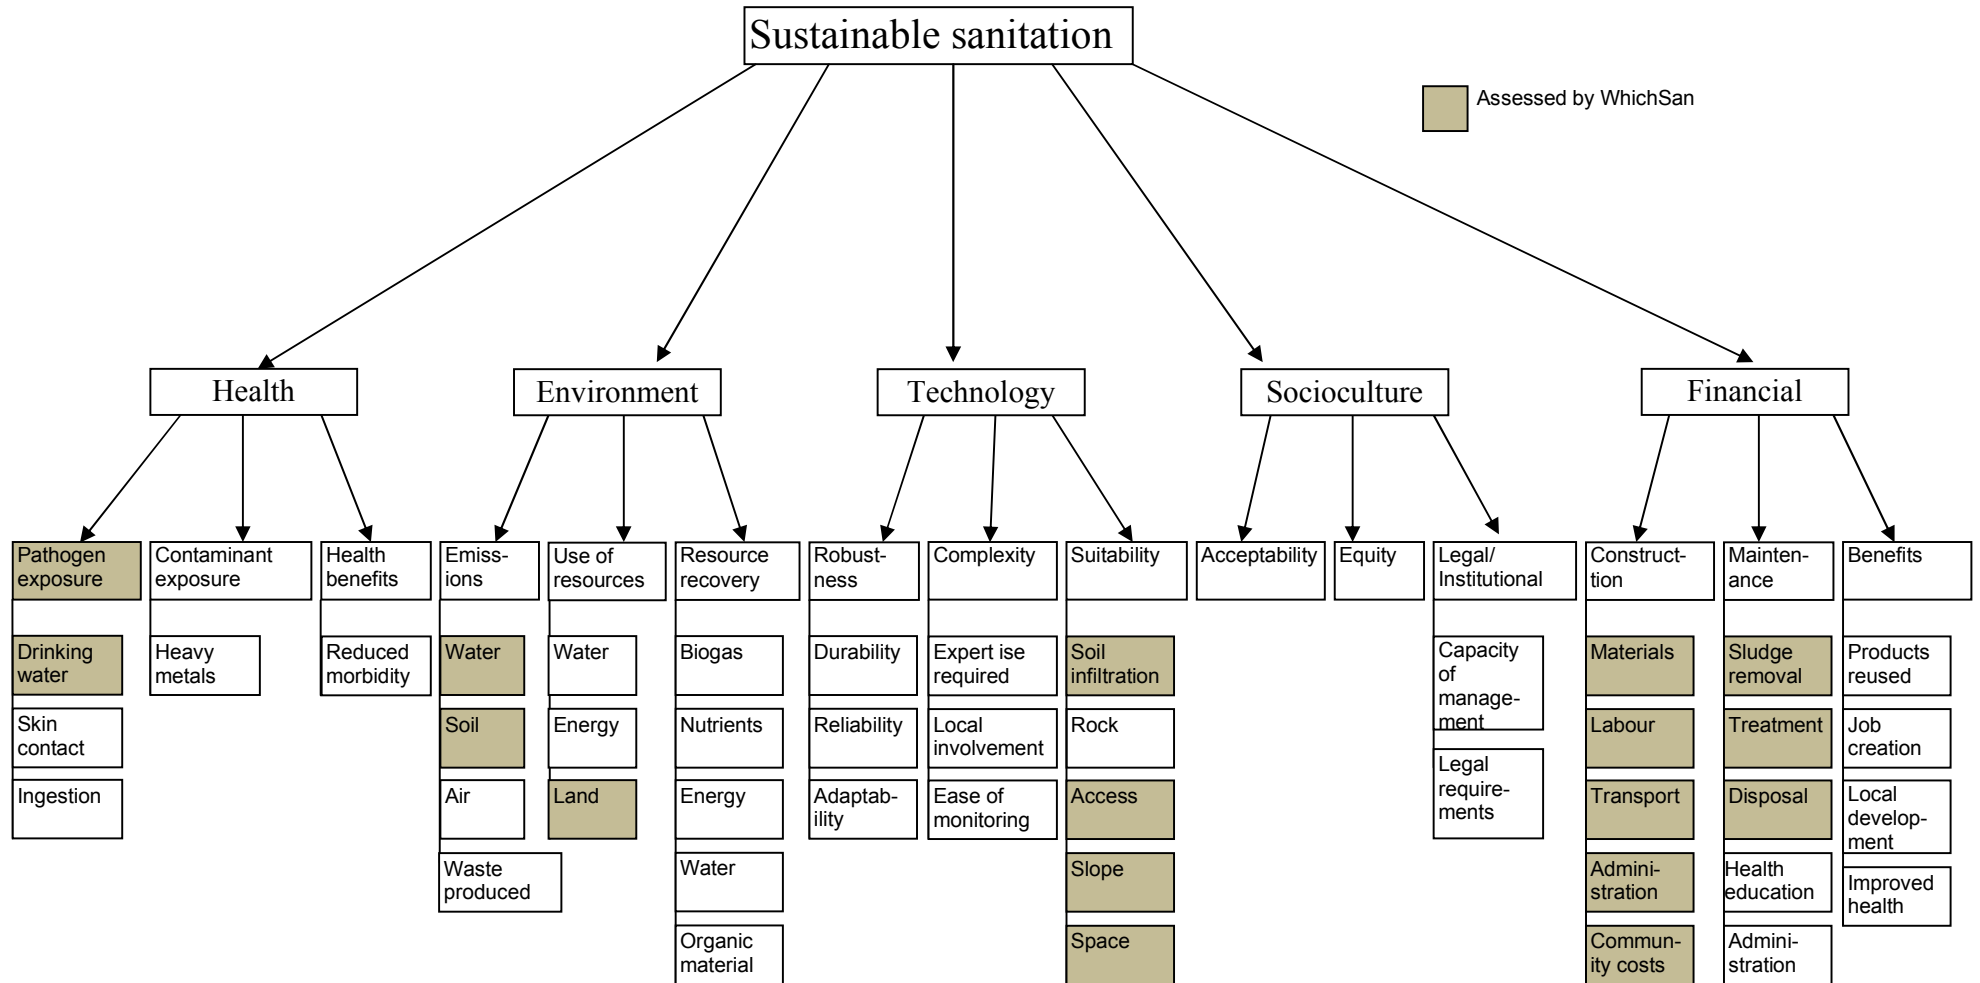 Sustainable sanitation
Assessed by WhichSan
Health
Environment
Technology
Socioculture
Financial
Pathogen
exposure
Drinking
water
Skin
contact
Ingestion
Contaminant
exposure
Heavy
metals
Health
benefits
Reduced
morbidity
Emiss-
ions
Water
Soil
Air
Waste
produced
Use of
resources
Water
Energy
Land
Resource
recovery
Biogas
Nutrients
Energy
Water
Organic
material
Robust-
ness
Durability
Reliability
Adaptab-
ility
Complexity
Expert ise
required
Local
involvement
Ease of
monitoring
Suitability
Soil
infiltration
Rock
Access
Slope
Space
Acceptability
Equity
Legal/
Institutional
Capacity
of
manage-
ment
Legal
require-
ments
Construct-
tion
Materials
Labour
Transport
Admini-
stration
Commun-
ity costs
Mainten-
ance
Sludge
removal
Treatment
Disposal
Health
education
Admini-
stration
Benefits
Products
reused
Job
creation
Local
develop-
ment
Improved
health